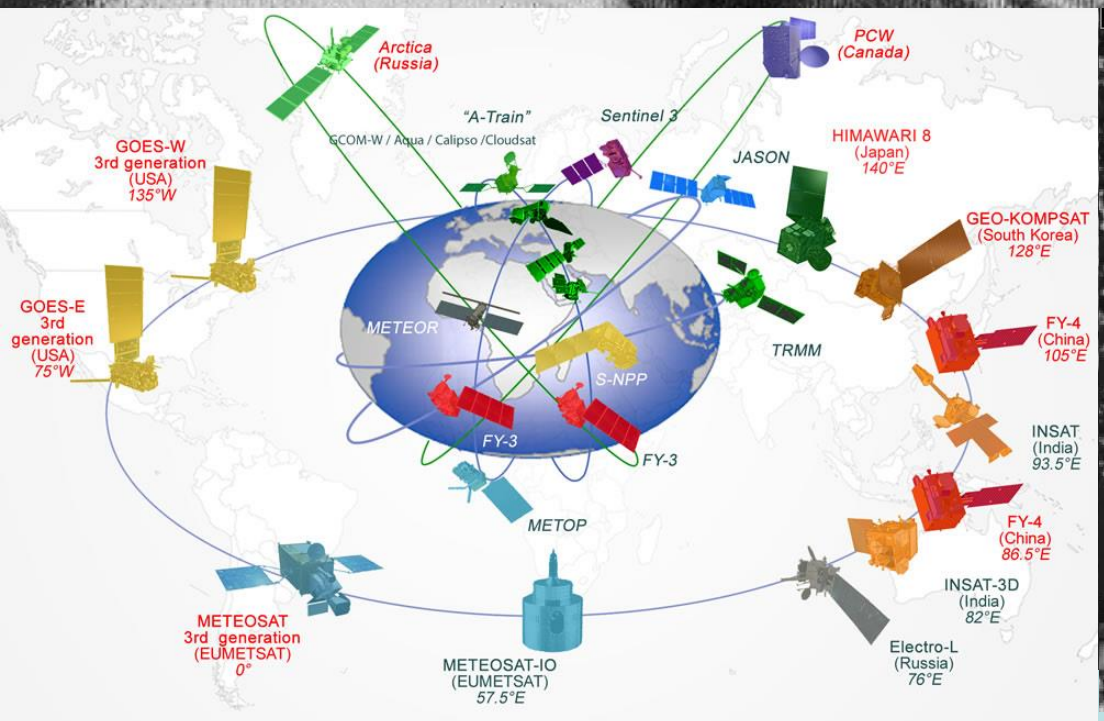 Arctica
(Russia)
PCW
(Canada)
"A-Train"
GCOM-W / Aqua / Calipso /Cloudsat
Sentinel 3
JASON
GOES-W
3rd generation
(USA)
135°W
HIMAWARI 8
(Japan)
140°E
GEO-KOMPSAT
(South Korea)
128°E
GOES-E
3rd
generation
(USA)
75°W
METEOR
FY-4
(China)
105°E
TRMM
S-NPP
FY-3
FY-3
INSAT
(India)
93.5°E
METOP
FY-4
(China)
86.5°E
INSAT-3D
(India)
82°E
METEOSAT
3rd generation
(EUMETSAT)
0°
METEOSAT-IO
(EUMETSAT)
57.5°E
Electro-L
(Russia)
76°E